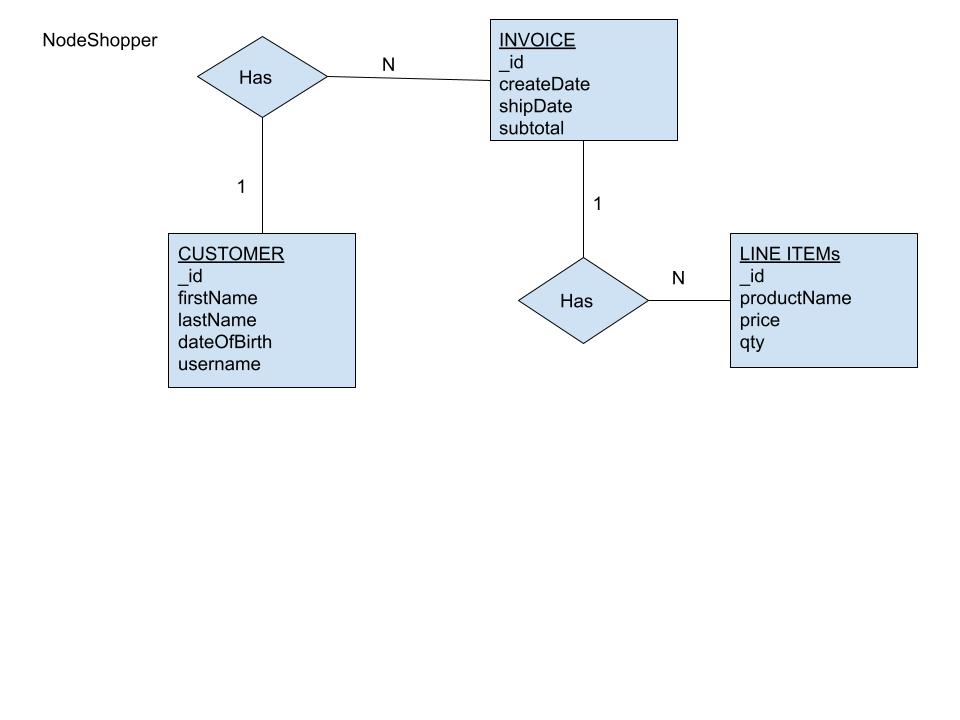 NodeShopper
Has
N
INVOICE
_id
createDate
shipDate
subtotal
1
1
CUSTOMER
_id
firstName
lastName
dateOfBirth
username
Has
N
LINE ITEMs
_id
productName
price
qty